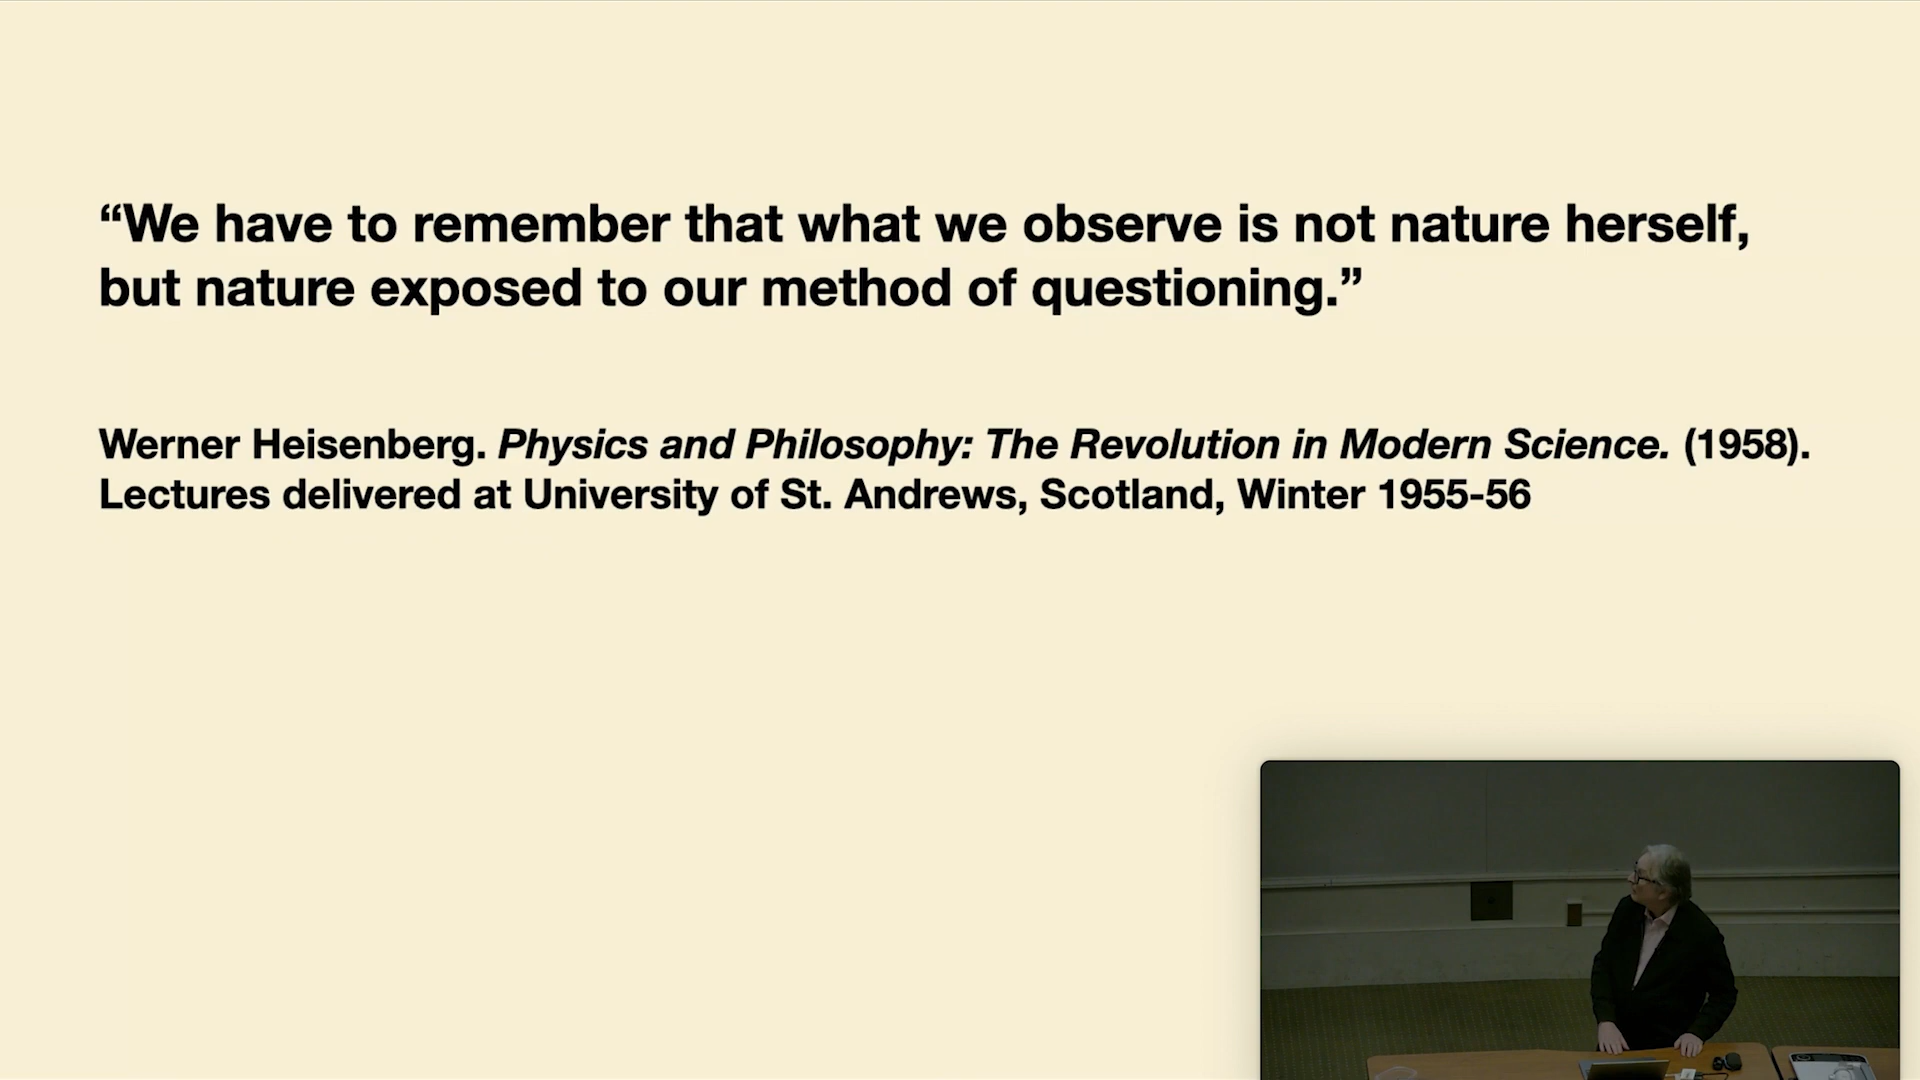 “We have to remember that what we observe is not nature herself,
but nature exposed to our method of questioning.”
Werner Heisenberg. Physics and Philosophy: The Revolution in Modern Science. (1958).
Lectures delivered at University of St. Andrews, Scotland, Winter 1955-56